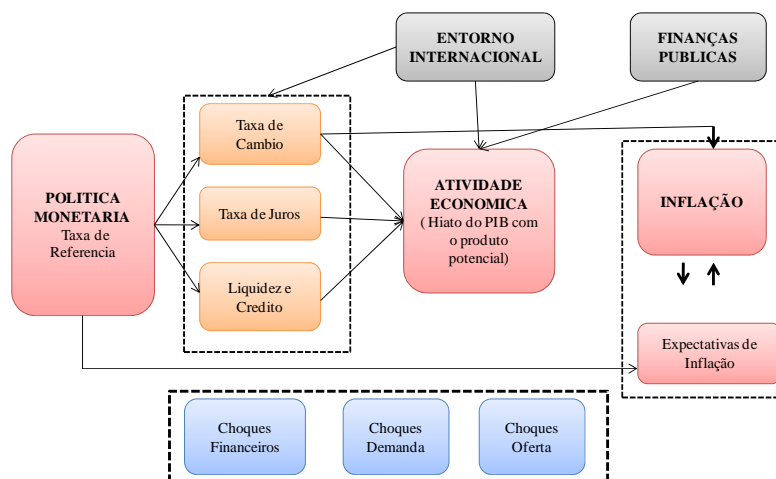 ENTORNO
INTERNACIONAL
FINANÇAS
PUBLICAS
Taxa de
Cambio
POLITICA
MONETARIA
Taxa de
Referencia
Taxa de Juros
Liquidez e
Credito
ATIVIDADE
ECONOMICA
( Hiato do PIB com
o produto
potencial)
INFLAÇÃO
Expectativas de
Inflação
Choques
Financeiros
Choques
Demanda
Choques
Oferta